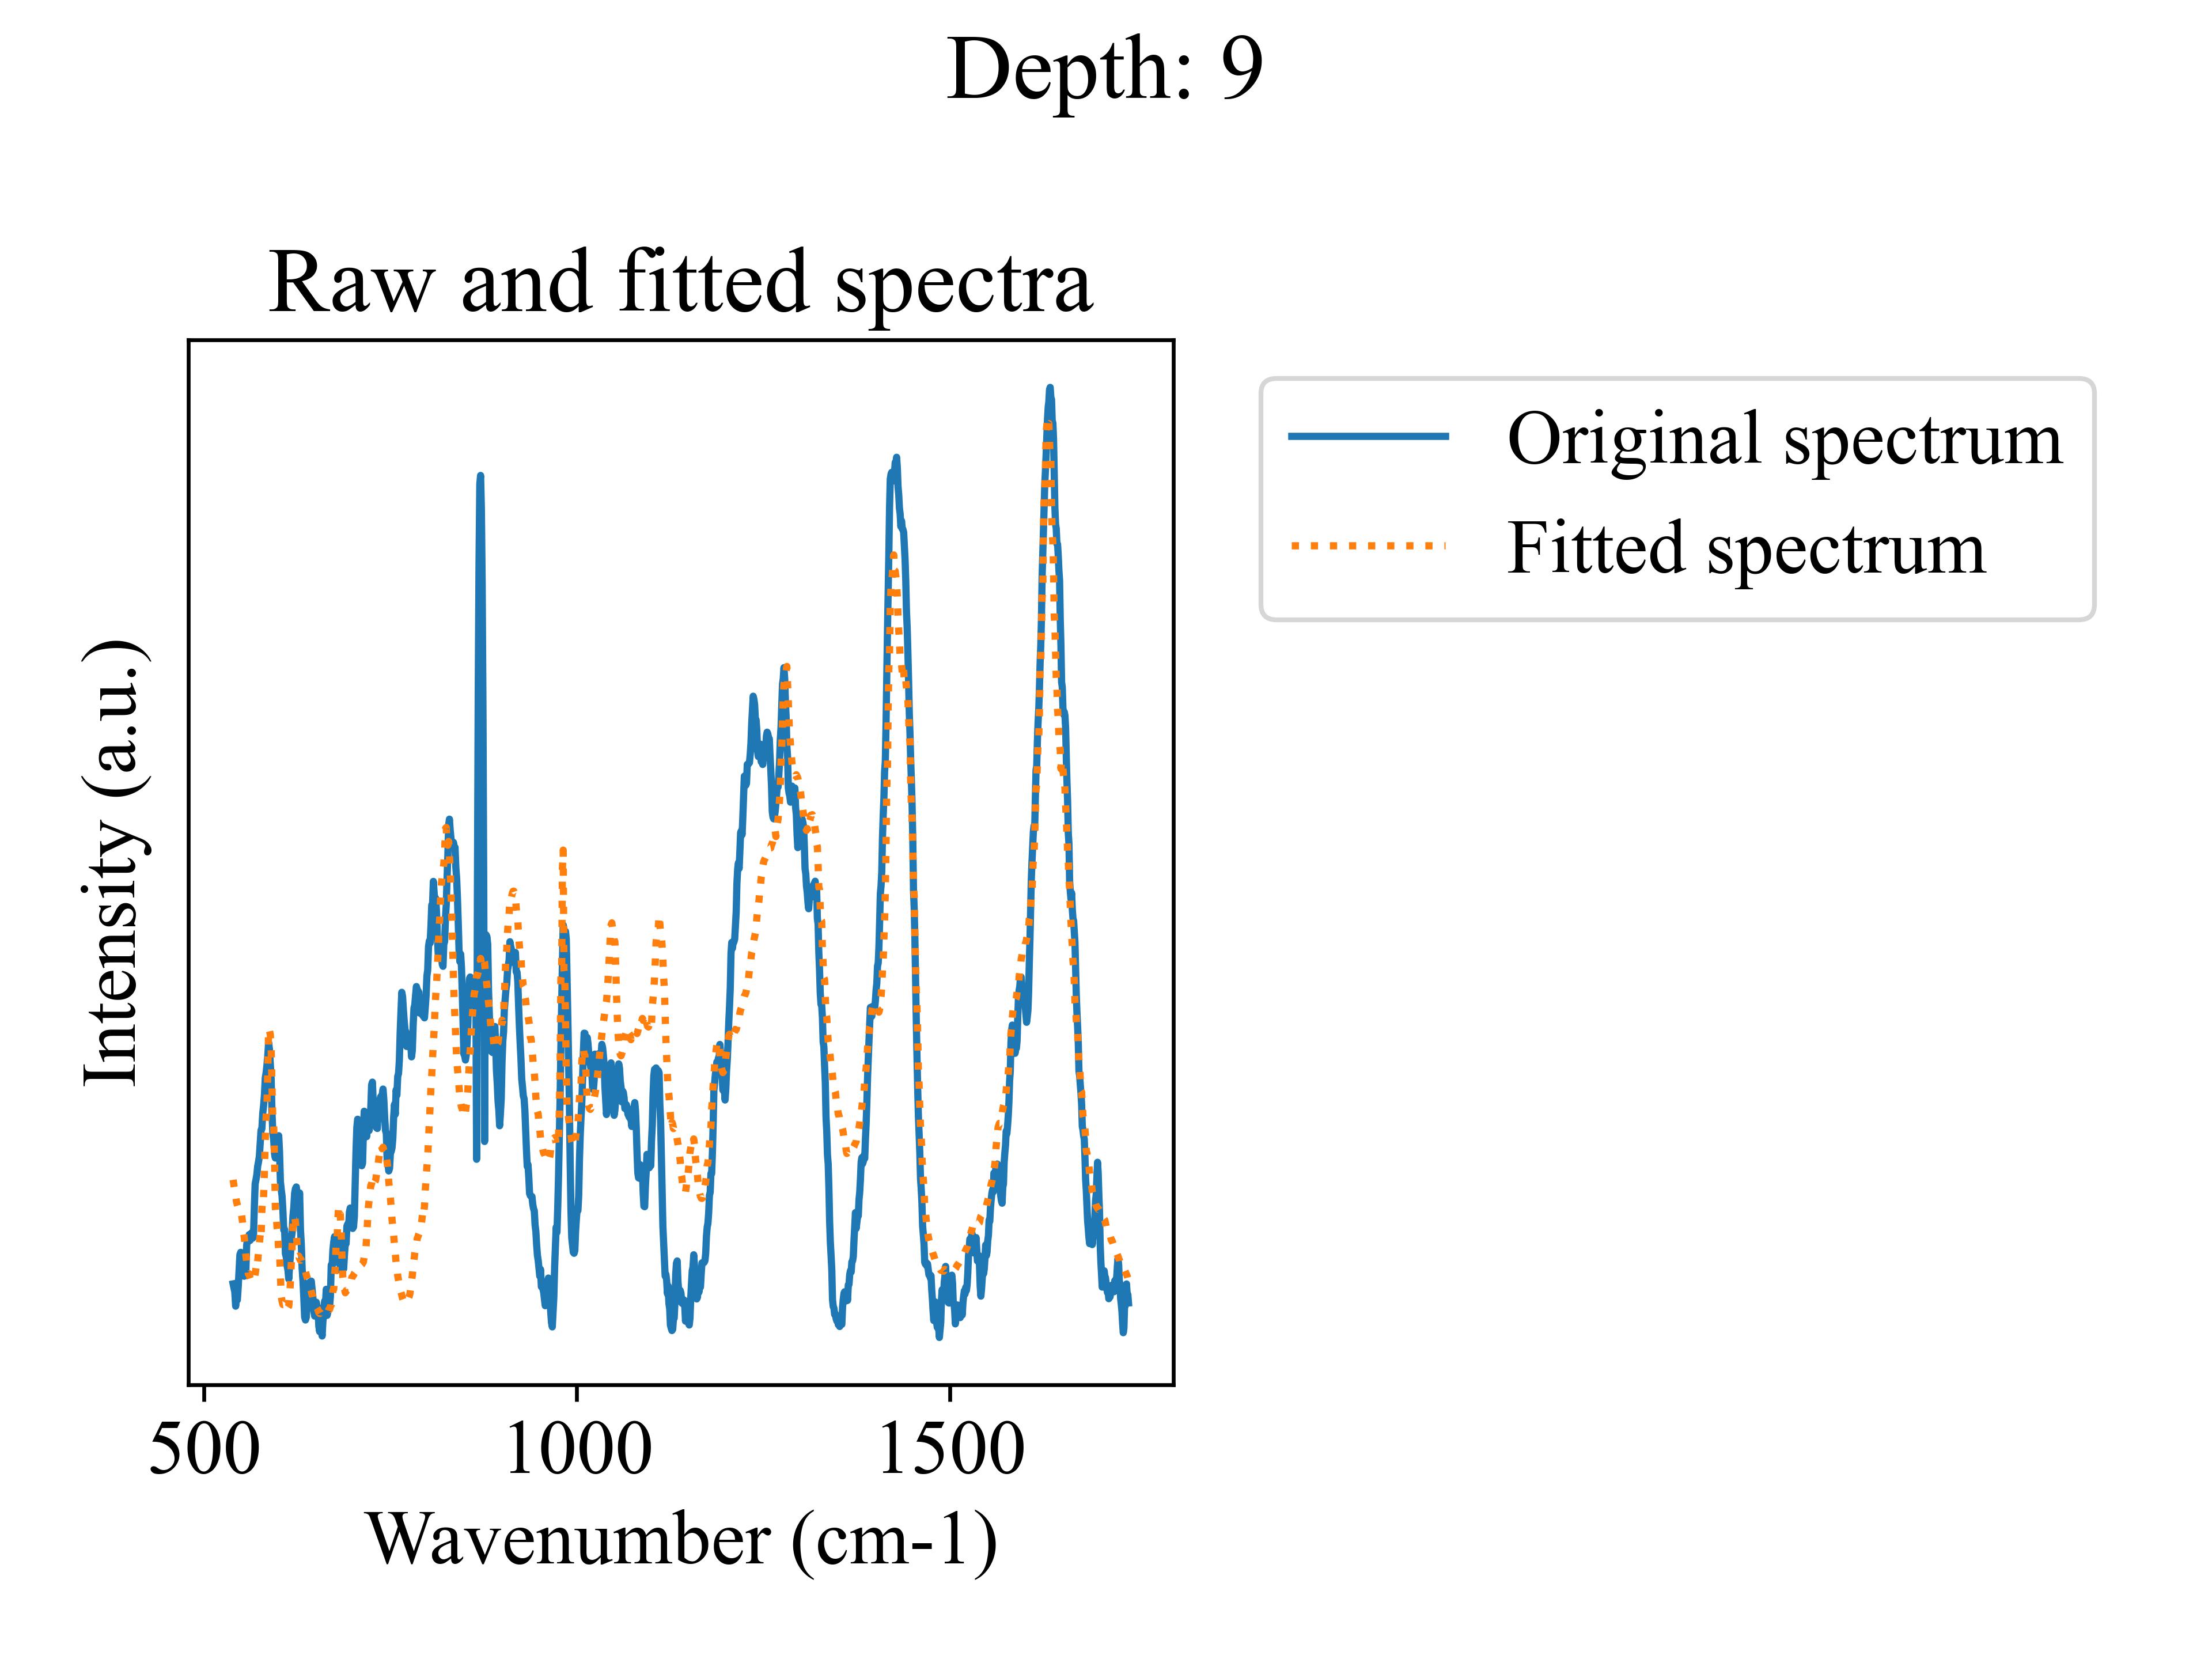 Depth: 9
Raw and fitted spectra
Original spectrum
Fitted spectrum
Intensity (a.u.)
500 1000 1500
Wavenumber (cm-1)